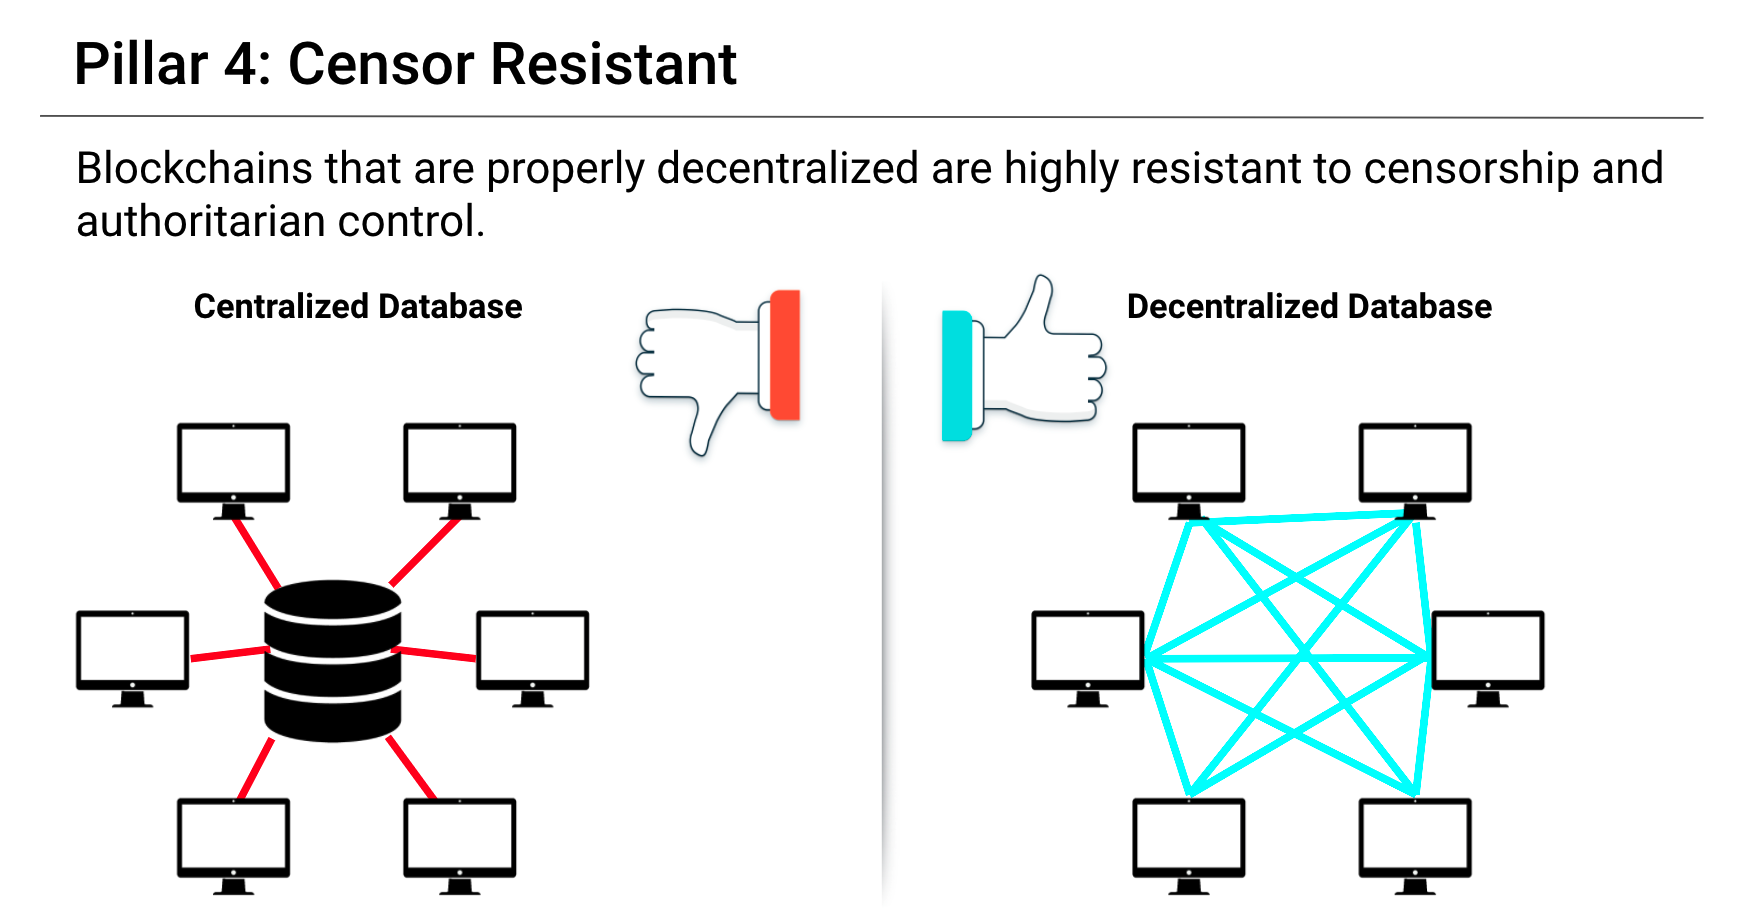 Pillar 4: Censor Resistant
Blockchains that are properly decentralized are highly resistant to censorship and
authoritarian control.
Centralized Database
Decentralized Database